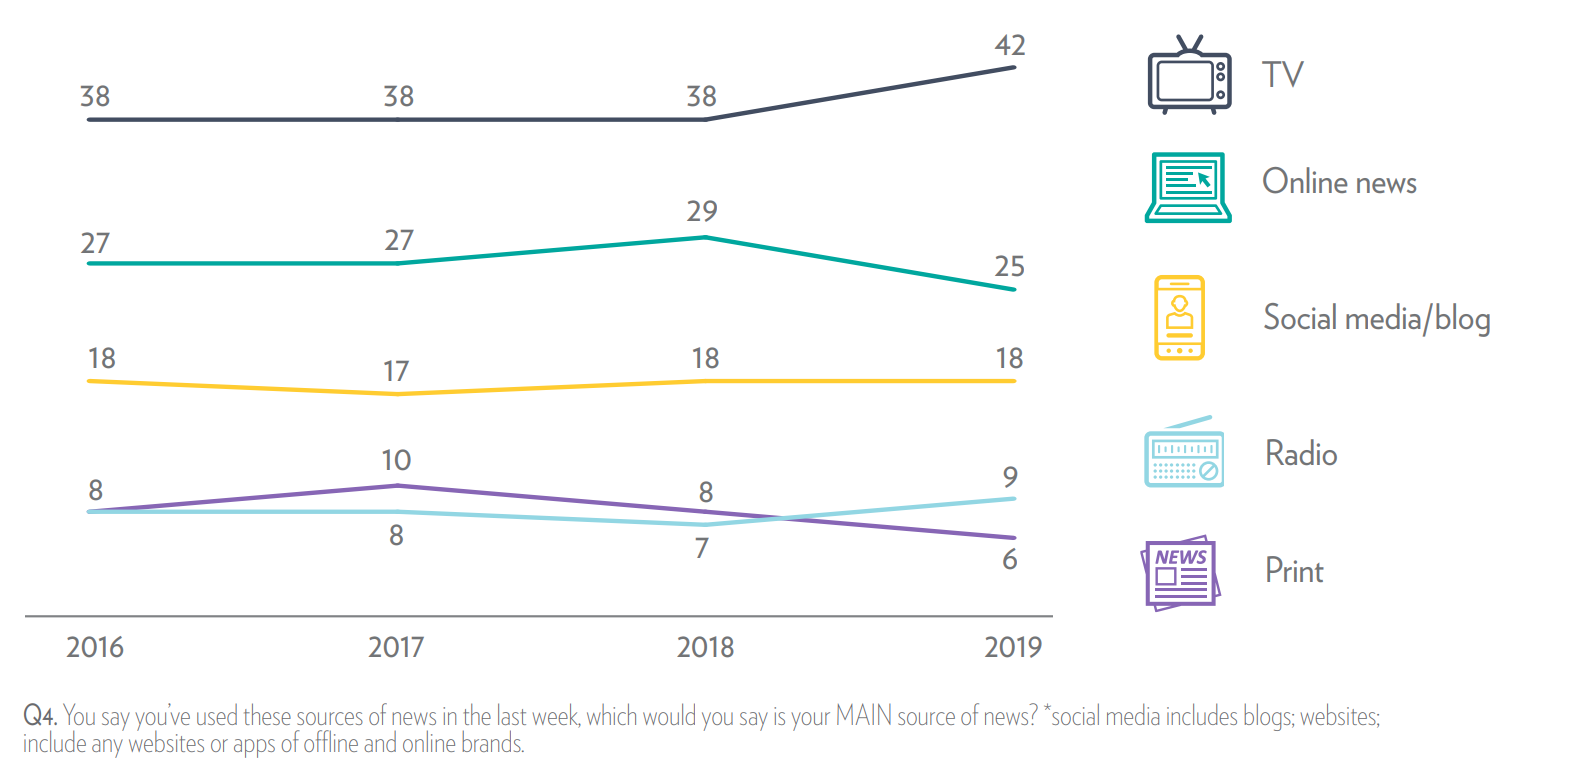 42
38
38
38
TV
Online news
29
27
27
25
Social media/blog
18
17
18
18
10
Radio
8
8
9
8
7
6
NEWS
Print
2016
2017
2018
2019
Q4. You say you've used these sources of news in the last week, which would you say is your MAIN source of news? *social media includes blogs; websites;
include any websites or apps of offline and online brands.